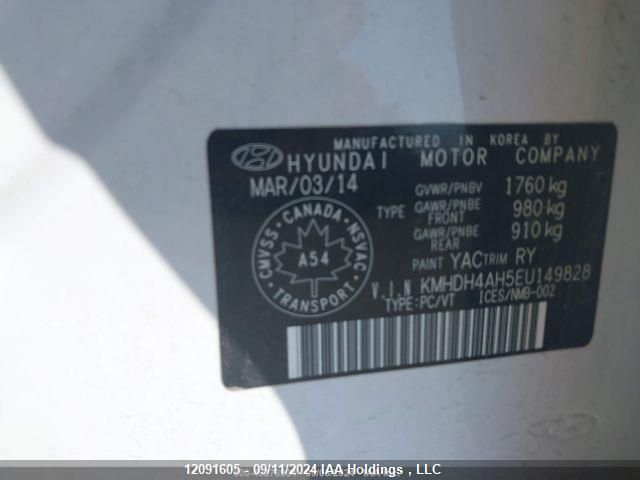 MANUFACTURED IN KOREA BY
HYUNDAI MOTOR COMPANY
MAR/03/14
GVWR/PNBV 1760 kg
TYPE GAWR/PNBE FRONT 980 kg
GAWR/PNBE REAR 910 kg
PAINT YAC TRIM RY
CMVSS · CANADA · NSVAC
A54
TRANSPORT
V.I.N KMHDH4AH5EU149828
TYPE:PC/VT ICES/NMB-002
12091605 - 09/11/2024 IAA Holdings , LLC